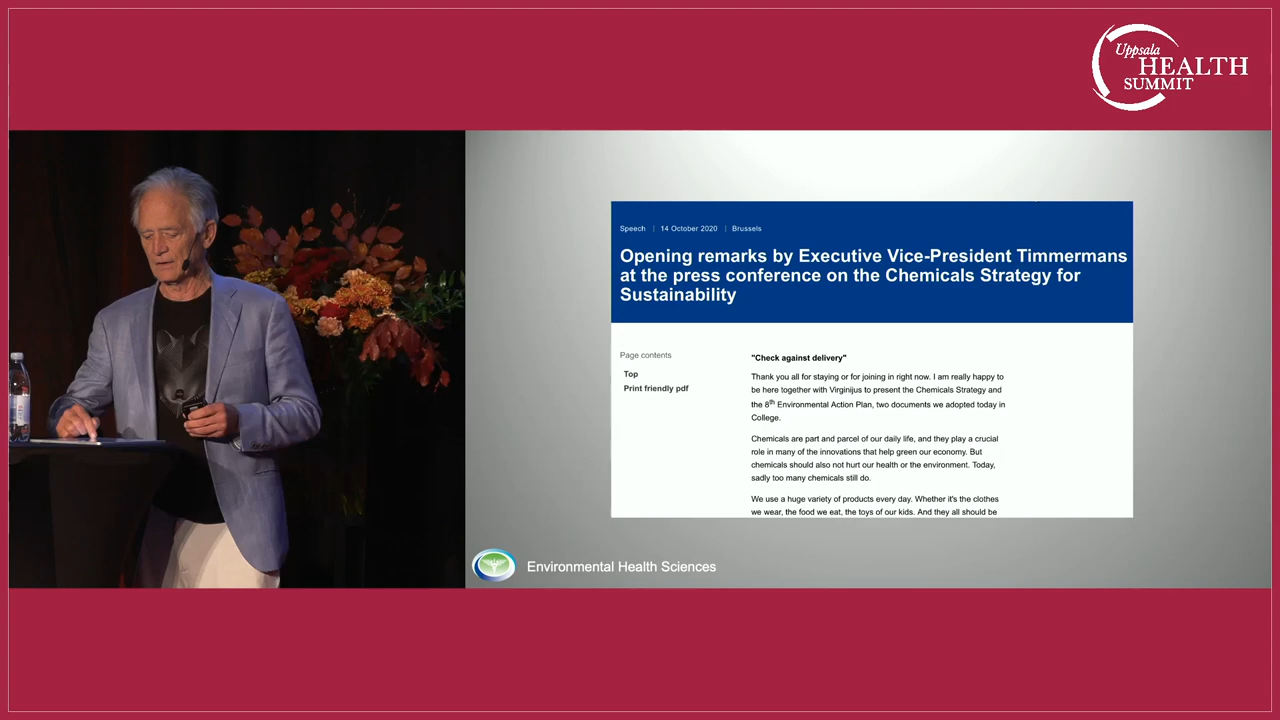 Uppsala
HEALTH
SUMMIT
Speech | 14 October 2020 | Brussels
Opening remarks by Executive Vice-President Timmermans
at the press conference on the Chemicals Strategy for
Sustainability
Page contents
Top
Print friendly pdf
"Check against delivery"
Thank you all for staying or for joining in right now. I am really happy to
be here together with Virginijus to present the Chemicals Strategy and
the 8th Environmental Action Plan, two documents we adopted today in
College.
Chemicals are part and parcel of our daily life, and they play a crucial
role in many of the innovations that help green our economy. But
chemicals should also not hurt our health or the environment. Today,
sadly too many chemicals still do.
We use a huge variety of products every day. Whether it's the clothes
we wear, the food we eat, the toys of our kids. And they all should be
Environmental Health Sciences